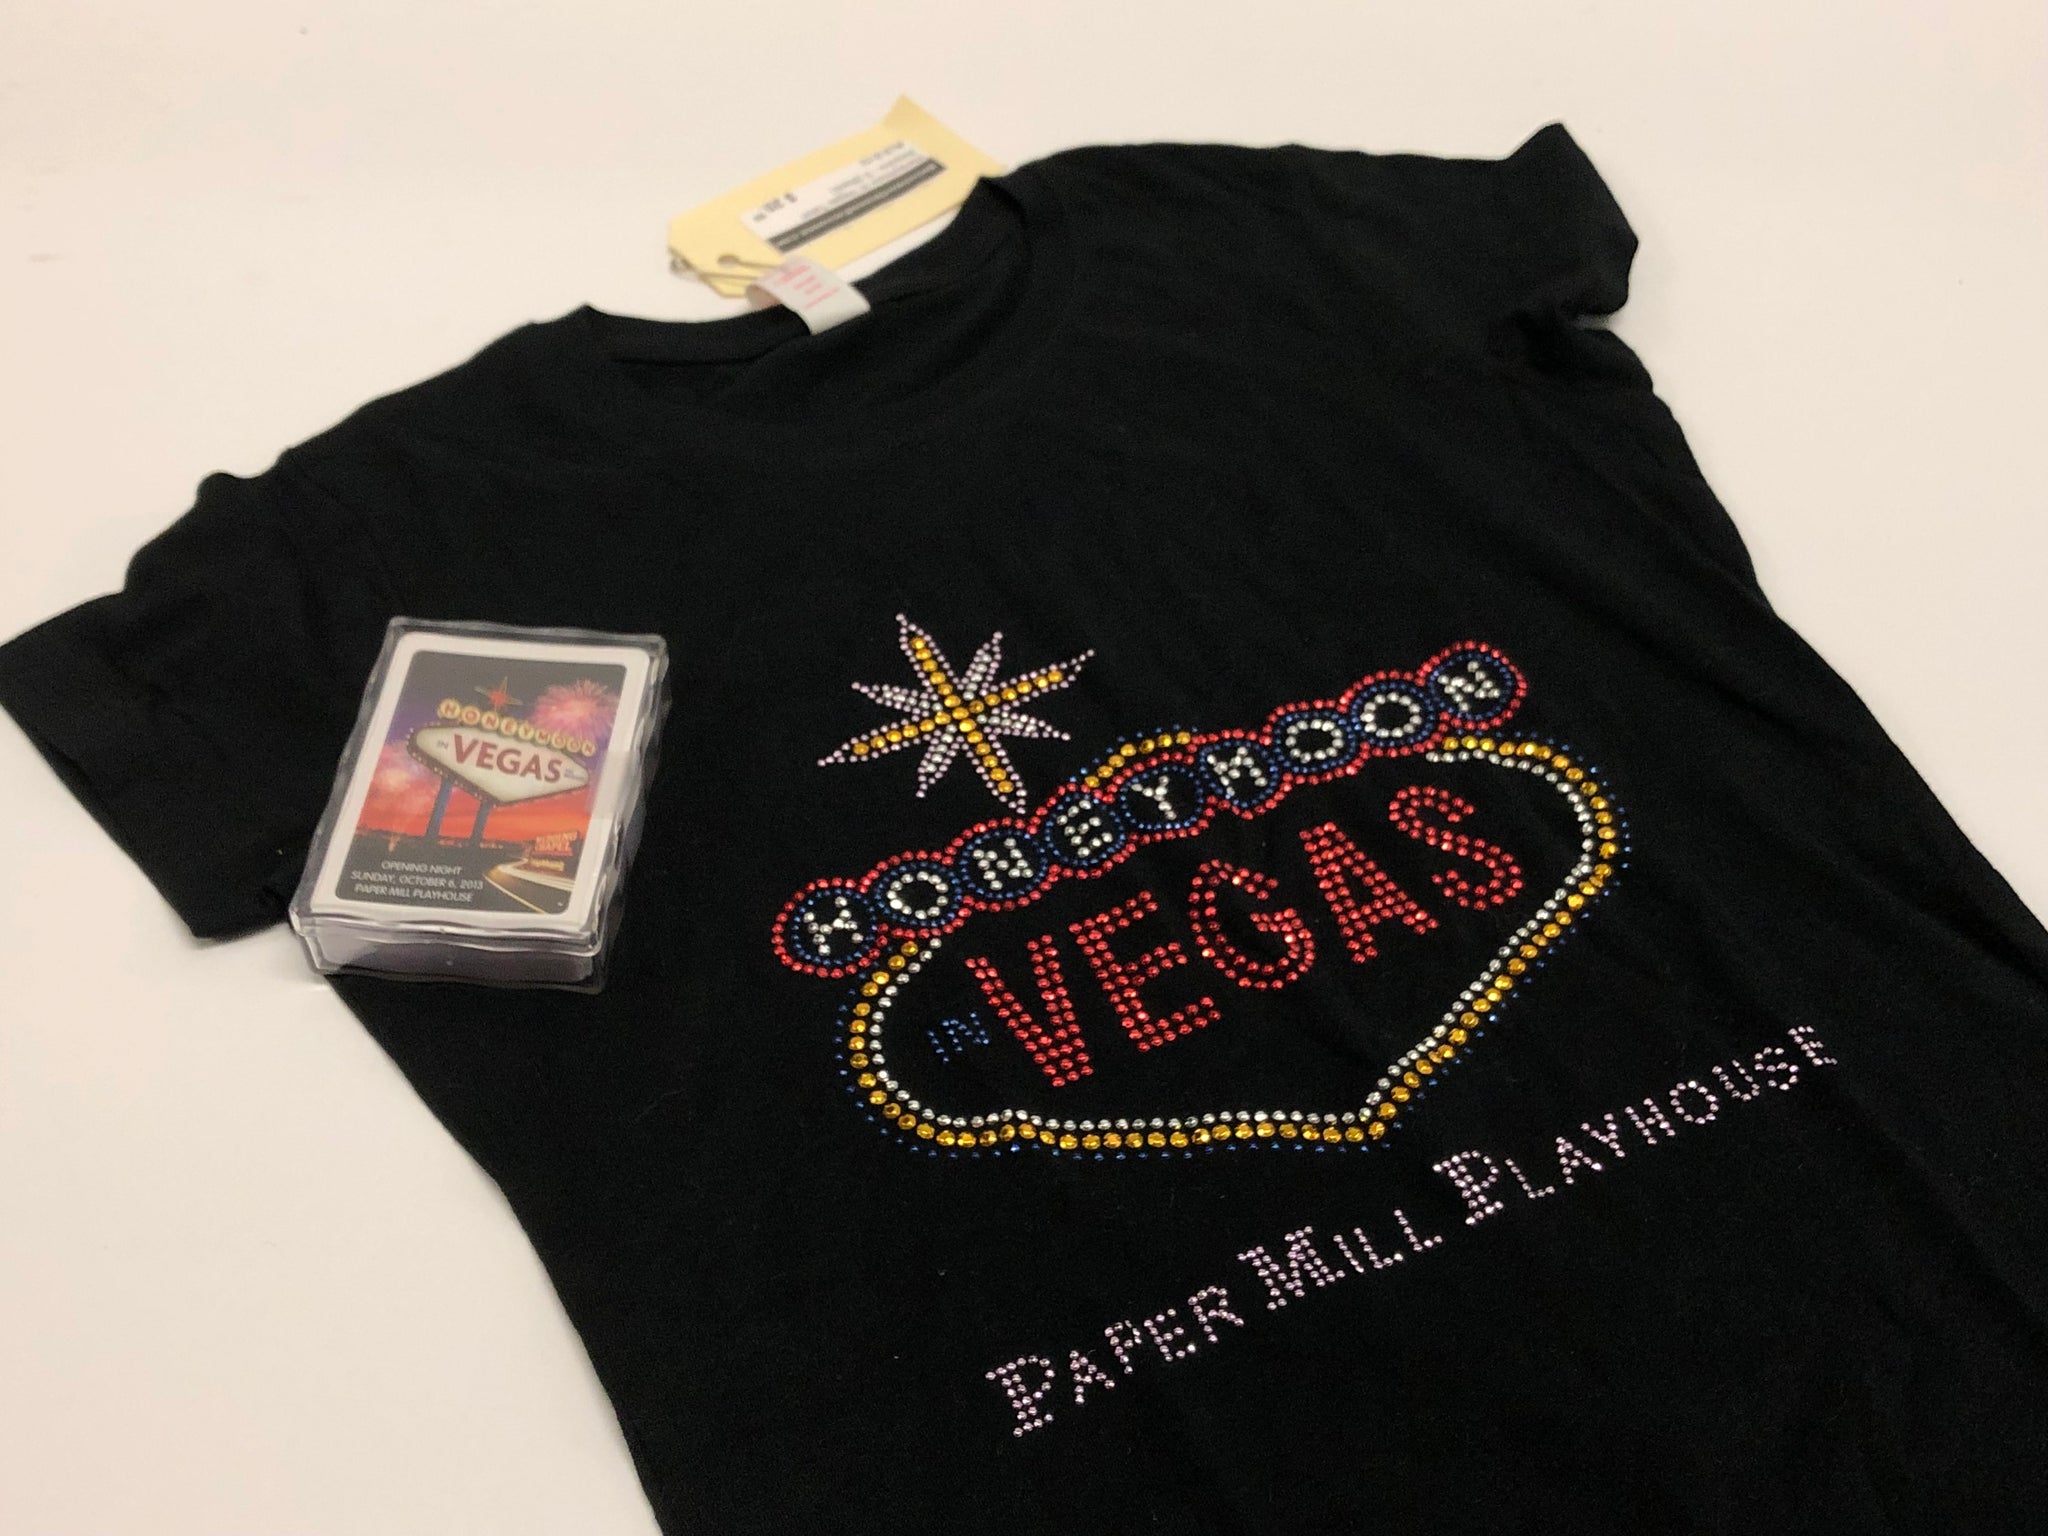 HONEYMOON
IN VEGAS
OPENING NIGHT
SUNDAY, OCTOBER 6, 2013
PAPER MILL PLAYHOUSE
HONEYMOON
IN VEGAS
PAPER MILL PLAYHOUSE